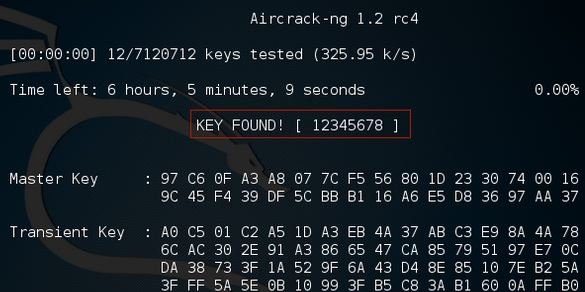 Aircrack-ng 1.2 rc4
[00:00:00] 12/7120712 keys tested (325.95 k/s)
Time left: 6 hours, 5 minutes, 9 seconds 0.00%
KEY FOUND! [ 12345678 ]
Master Key : 97 C6 0F A3 A8 07 7C F5 56 80 1D 23 30 74 00 16
9C 45 F4 39 DF 5C BB B1 16 A6 E5 D8 36 97 AA 37
Transient Key : A0 C5 01 C2 A5 1D A3 EB 4A 37 AB C3 E9 8A 4A 78
6C AC 30 2E 91 A3 86 65 47 CA 85 79 51 97 E7 0C
DA 38 73 3F 1A 52 9F 6A 43 D4 8E 85 10 7E B2 5A
3F FF 5A 5E 0B 10 99 3F B5 C8 3A B1 60 0A FF B0